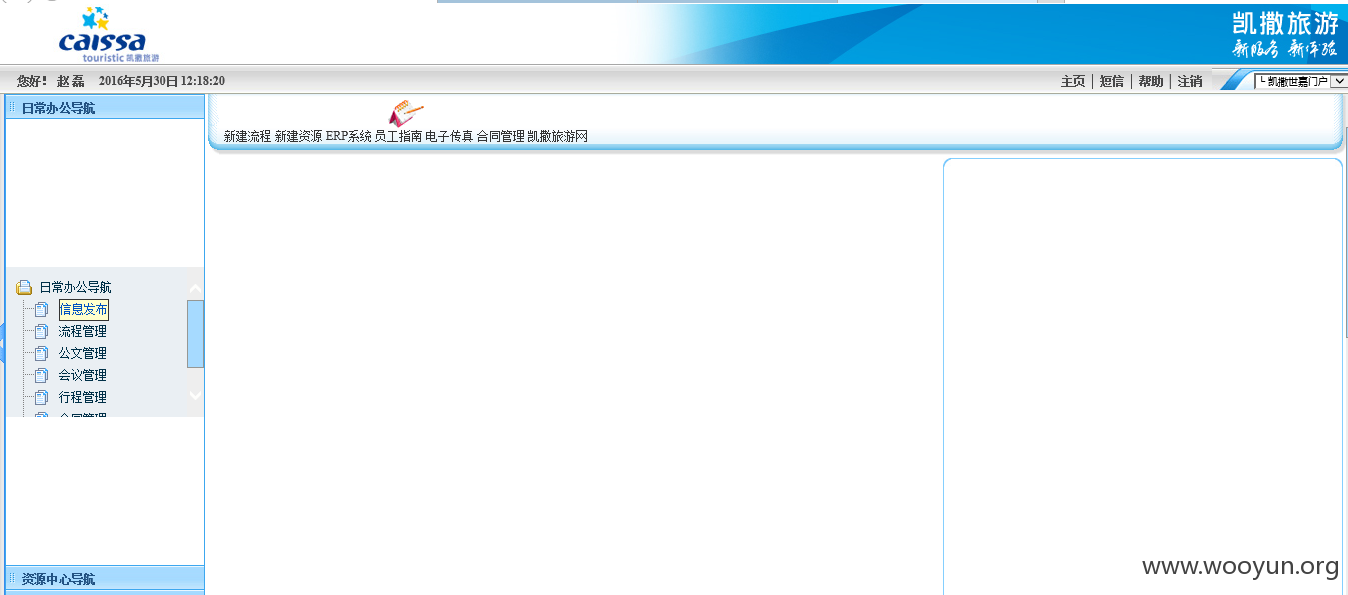 caissa
touristic 凯撒旅游
凯撒旅游
新服务 新体验
您好! 赵磊 2016年5月30日 12:18:20
主页 | 短信 | 帮助 | 注销
└凯撒世嘉门户
日常办公导航
新建流程 新建资源 ERP系统 员工指南 电子传真 合同管理 凯撒旅游网
日常办公导航
信息发布
流程管理
公文管理
会议管理
行程管理
合同管理
资源中心导航
www.wooyun.org